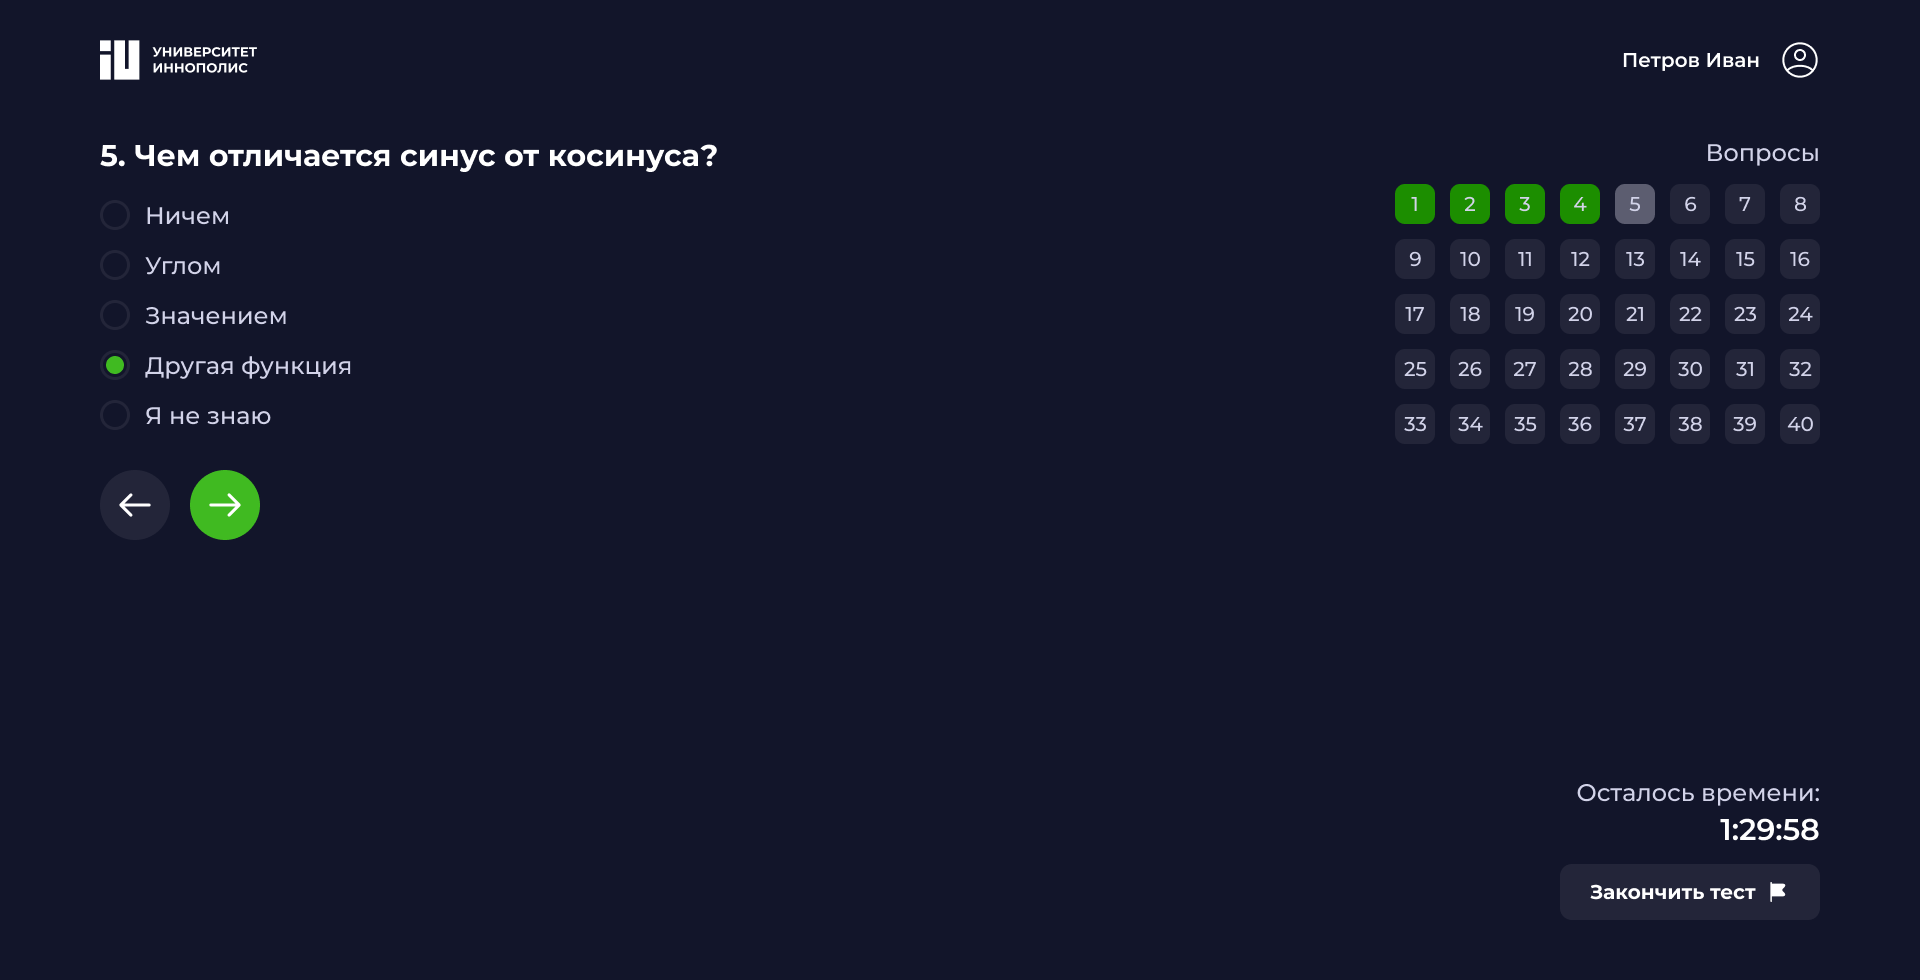 УНИВЕРСИТЕТ
ИННОПОЛИС
Петров Иван
5. Чем отличается синус от косинуса?
Ничем
Углом
Значением
Другая функция
Я не знаю
Вопросы
1 2 3 4 5 6 7 8
9 10 11 12 13 14 15 16
17 18 19 20 21 22 23 24
25 26 27 28 29 30 31 32
33 34 35 36 37 38 39 40
Осталось времени:
1:29:58
Закончить тест